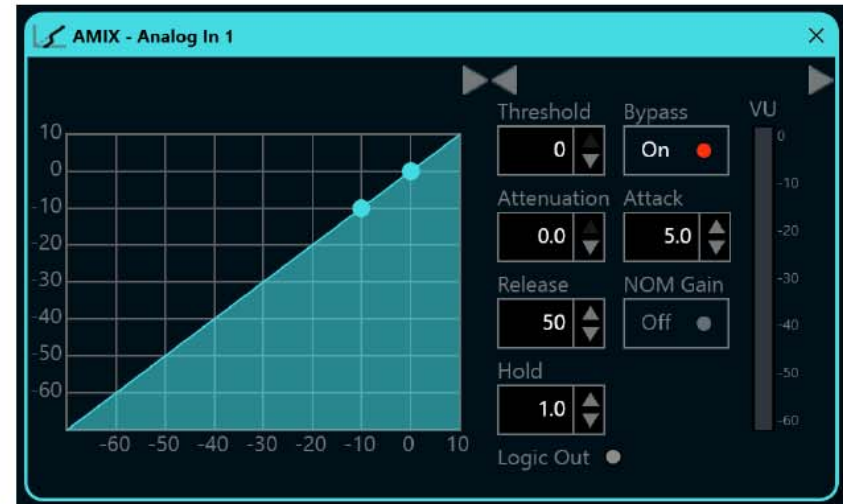 AMIX - Analog In 1
10
0
-10
-20
-30
-40
-50
-60
-60 -50 -40 -30 -20 -10 0 10
Threshold Bypass
0 On
Attenuation Attack
0.0 5.0
Release NOM Gain
50 Off
Hold
1.0
Logic Out
VU
0
-10
-20
-30
-40
-50
-60